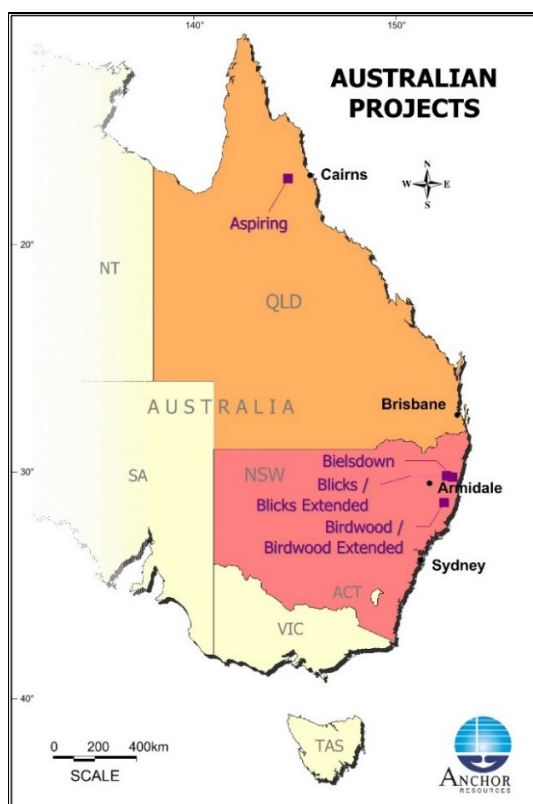 140°
150°
AUSTRALIAN
PROJECTS
N
W E
S
Cairns
Aspiring
20°
NT
QLD
AUSTRALIA
Brisbane
Bielsdown
30°
SA
NSW
Blicks /
Armidale
Blicks Extended
Birdwood /
Birdwood Extended
Sydney
ACT
VIC
40°
TAS
0 200 400km
SCALE
ANCHOR
RESOURCES